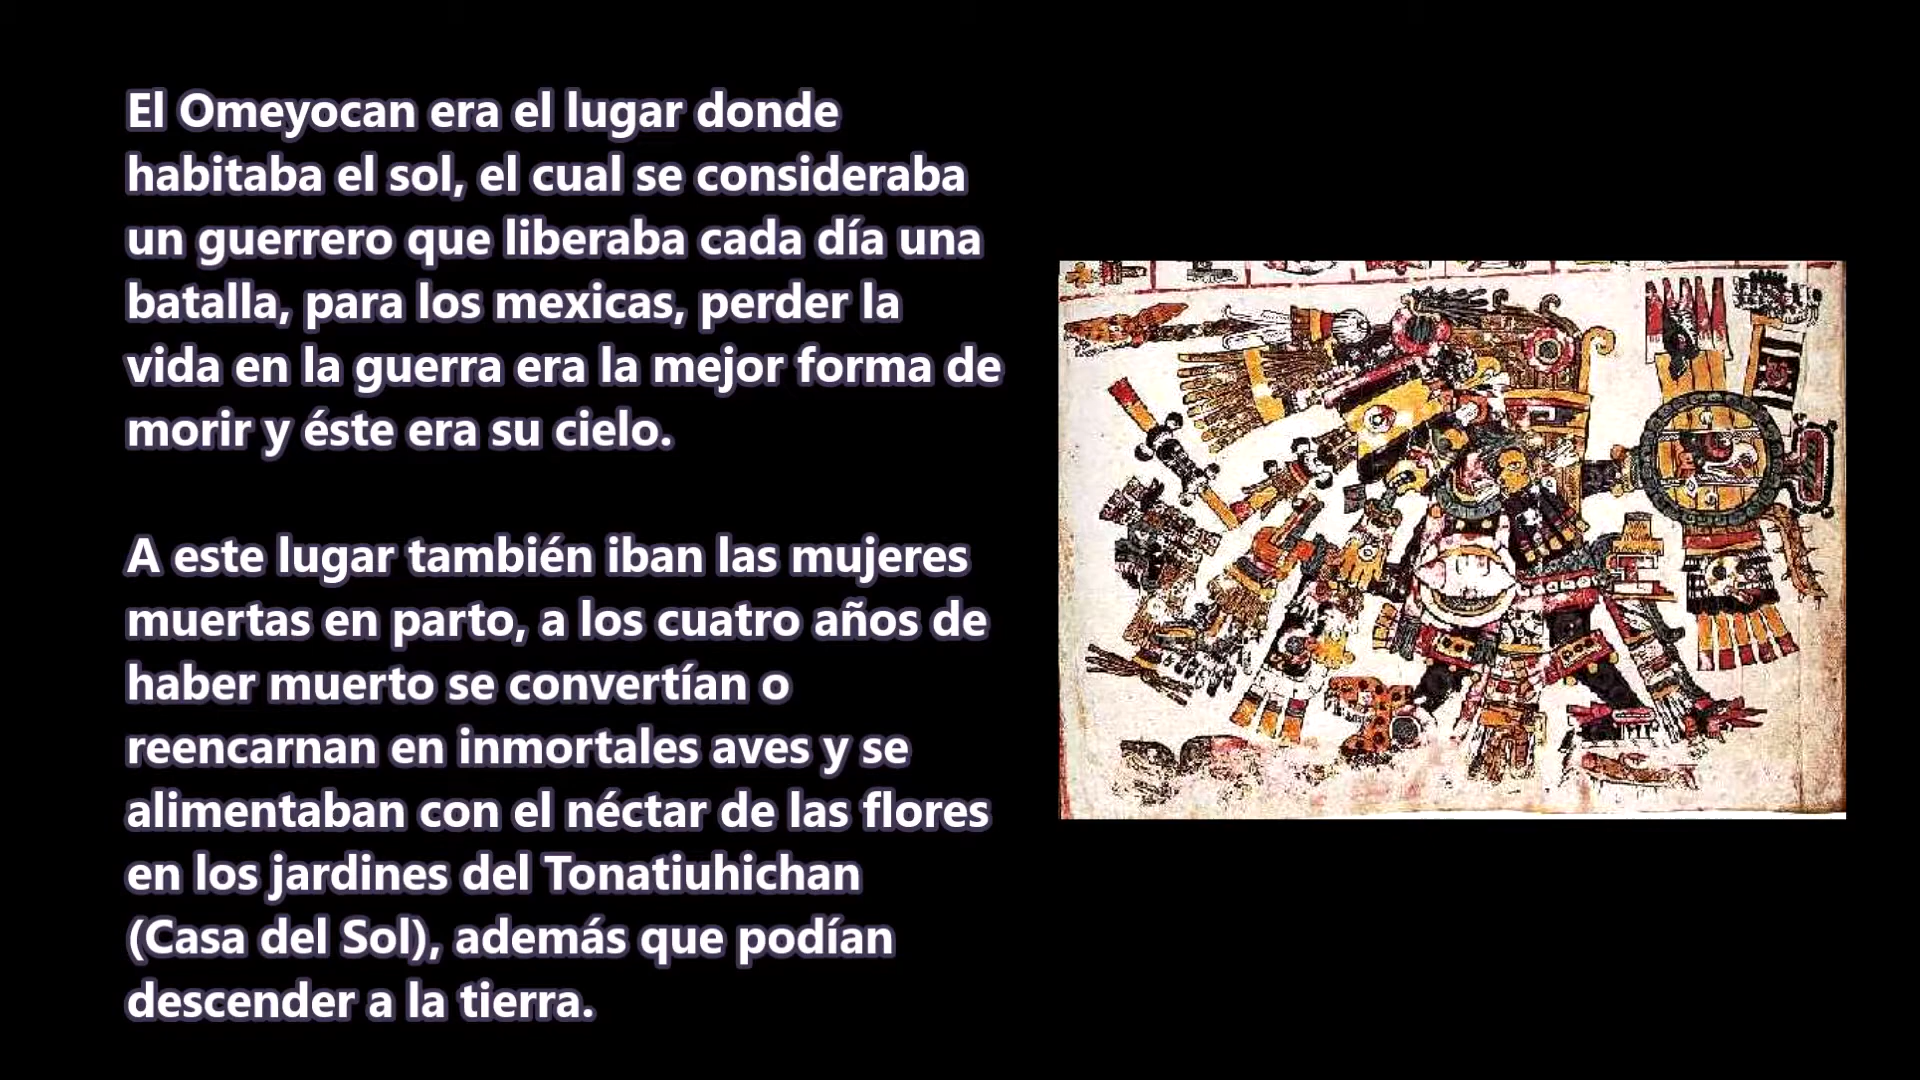 El Omeyocan era el lugar donde
habitaba el sol, el cual se consideraba
un guerrero que liberaba cada día una
batalla, para los mexicas, perder la
vida en la guerra era la mejor forma de
morir y éste era su cielo.
A este lugar también iban las mujeres
muertas en parto, a los cuatro años de
haber muerto se convertían o
reencarnan en inmortales aves y se
alimentaban con el néctar de las flores
en los jardines del Tonatiuhichan
(Casa del Sol), además que podían
descender a la tierra.